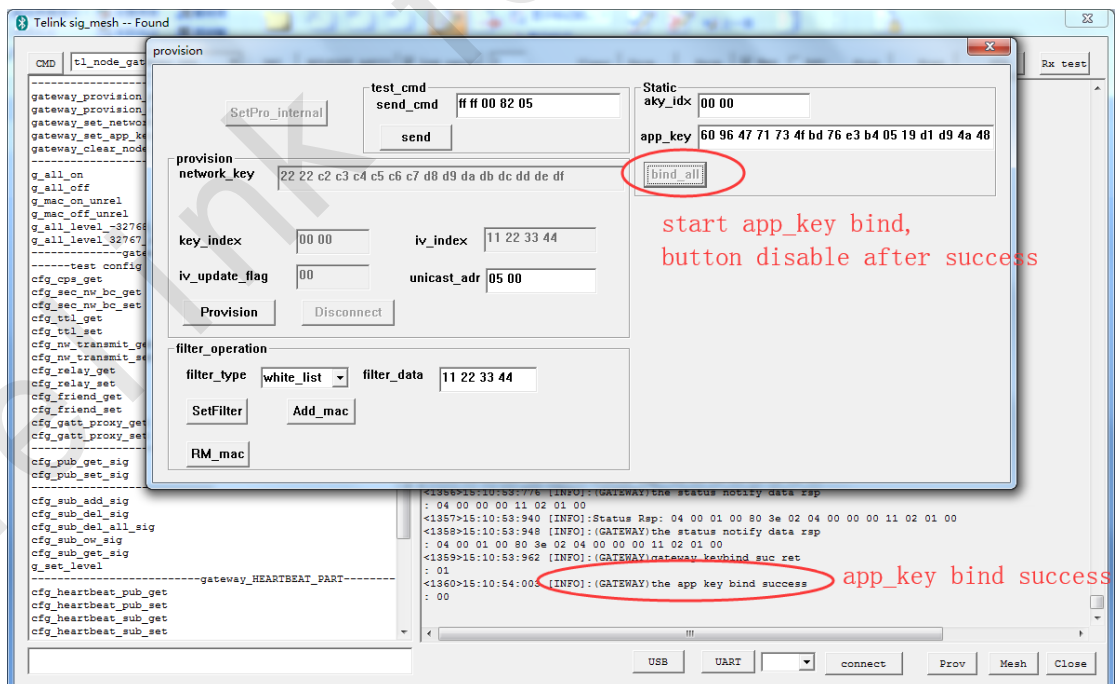 Telink sig_mesh -- Found
CMD
tl_node_gat
Rx test
provision
gateway_provision_
gateway_provision_
gateway_set_networ
gateway_set_app_ke
gateway_clear_node
g_all_on
g_all_off
g_mac_on_unrel
g_mac_off_unrel
g_all_level_-32768
g_all_level_32767_
---------------gate
------test config
cfg_cps_get
cfg_sec_nw_bc_get
cfg_sec_nw_bc_set
cfg_ttl_get
cfg_ttl_set
cfg_nw_transmit_ge
cfg_nw_transmit_se
cfg_relay_get
cfg_relay_set
cfg_friend_get
cfg_friend_set
cfg_gatt_proxy_get
cfg_gatt_proxy_set
cfg_pub_get_sig
cfg_pub_set_sig
cfg_sub_add_sig
cfg_sub_del_sig
cfg_sub_del_all_sig
cfg_sub_ow_sig
cfg_sub_get_sig
g_set_level
-------------------------gateway_HEARTBEAT_PART-------
cfg_heartbeat_pub_get
cfg_heartbeat_pub_set
cfg_heartbeat_sub_get
cfg_heartbeat_sub_set
SetPro_internal
test_cmd
send_cmd ff ff 00 82 05
send
Static
aky_idx 00 00
app_key 60 96 47 71 73 4f bd 76 e3 b4 05 19 d1 d9 4a 48
bind_all
start app_key bind,
button disable after success
provision
network_key 22 22 c2 c3 c4 c5 c6 c7 d8 d9 da db dc dd de df
key_index 00 00 iv_index 11 22 33 44
iv_update_flag 00 unicast_adr 05 00
Provision Disconnect
filter_operation
filter_type white_list filter_data 11 22 33 44
SetFilter Add_mac
RM_mac
<1356>15:10:53:776 [INFO]:(GATEWAY)the status notify data rsp
: 04 00 00 00 11 02 01 00
<1357>15:10:53:940 [INFO]:Status Rsp: 04 00 01 00 80 3e 02 04 00 00 00 11 02 01 00
<1358>15:10:53:948 [INFO]:(GATEWAY)the status notify data rsp
: 04 00 01 00 80 3e 02 04 00 00 00 11 02 01 00
<1359>15:10:53:962 [INFO]:(GATEWAY)gateway keybind suc ret
: 01
<1360>15:10:54:003 [INFO]:(GATEWAY)the app key bind success
: 00
app_key bind success
USB UART connect Prov Mesh Close